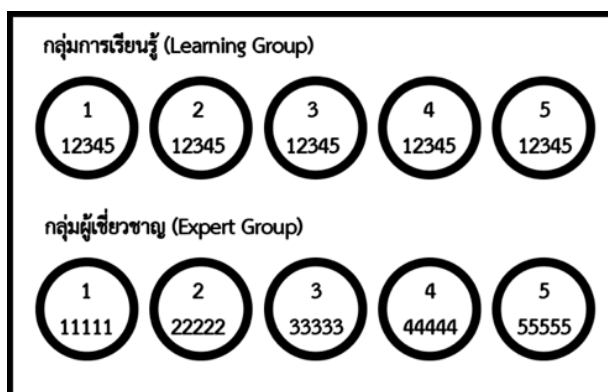 กลุ่มการเรียนรู้ (Learning Group)
1 2 3 4 5
12345 12345 12345 12345 12345
กลุ่มผู้เชี่ยวชาญ (Expert Group)
1 2 3 4 5
11111 22222 33333 44444 55555